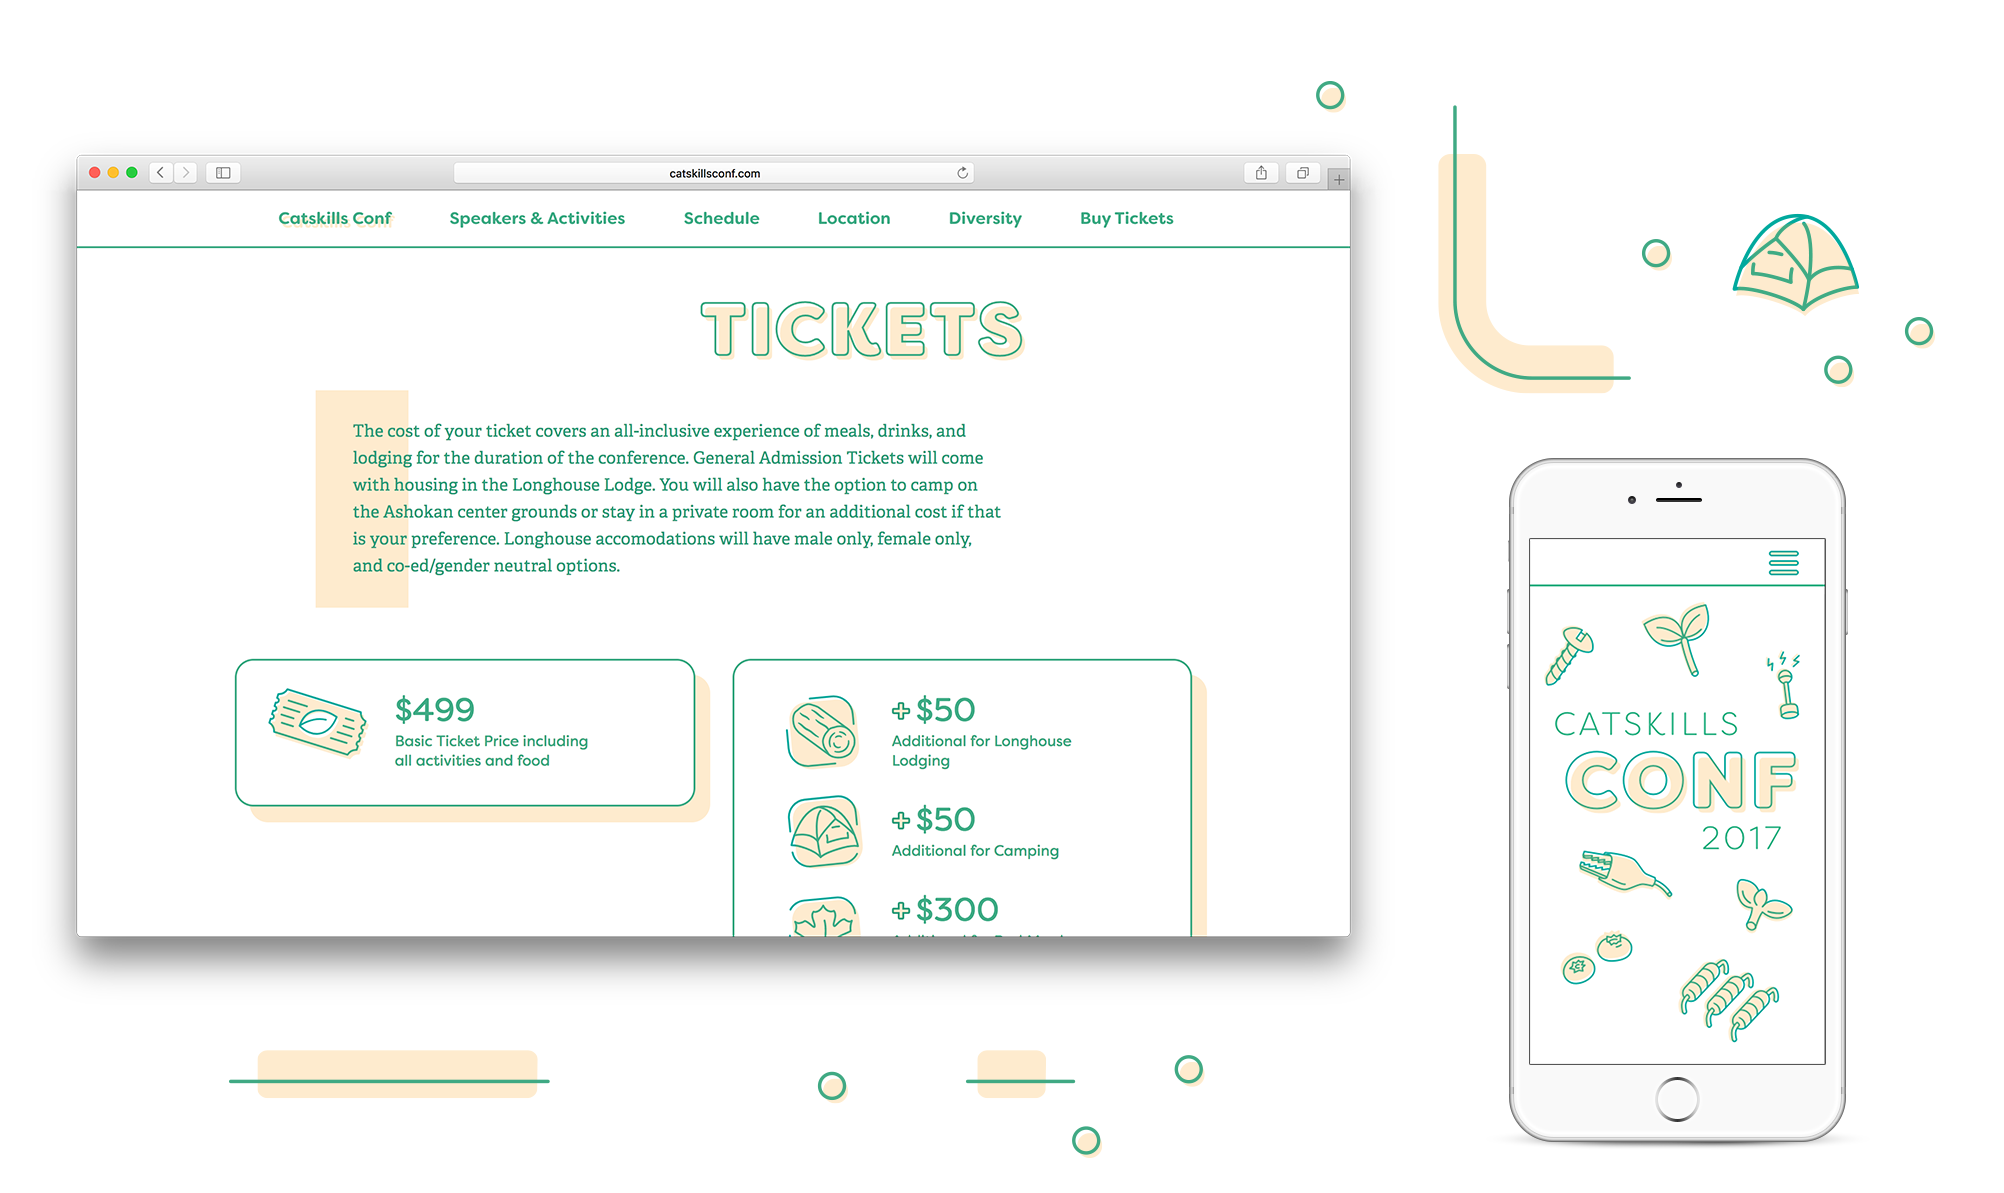 catskillsconf.com
Catskills Conf
Speakers & Activities
Schedule
Location
Diversity
Buy Tickets
TICKETS
The cost of your ticket covers an all-inclusive experience of meals, drinks, and
lodging for the duration of the conference. General Admission Tickets will come
with housing in the Longhouse Lodge. You will also have the option to camp on
the Ashokan center grounds or stay in a private room for an additional cost if that
is your preference. Longhouse accomodations will have male only, female only,
and co-ed/gender neutral options.
$499
Basic Ticket Price including
all activities and food
+ $50
Additional for Longhouse
Lodging
+ $50
Additional for Camping
+ $300
CATSKILLS
CONF
2017